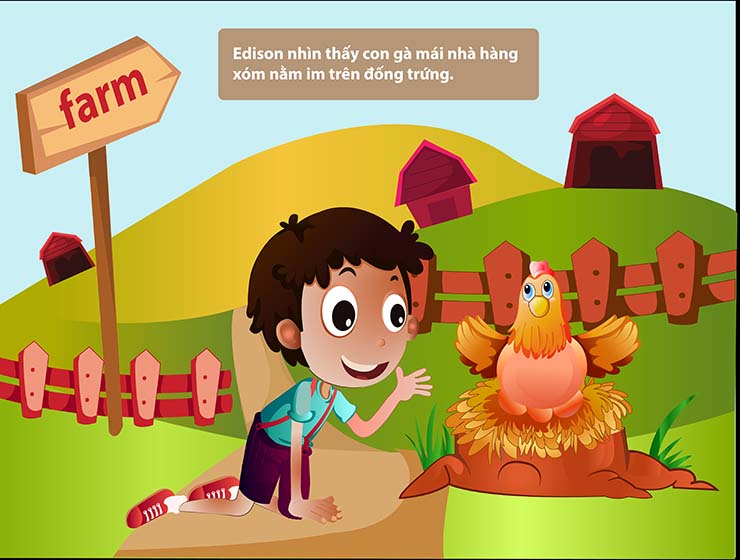 Edison nhìn thấy con gà mái nhà hàng
xóm nằm im trên đống trứng.
farm